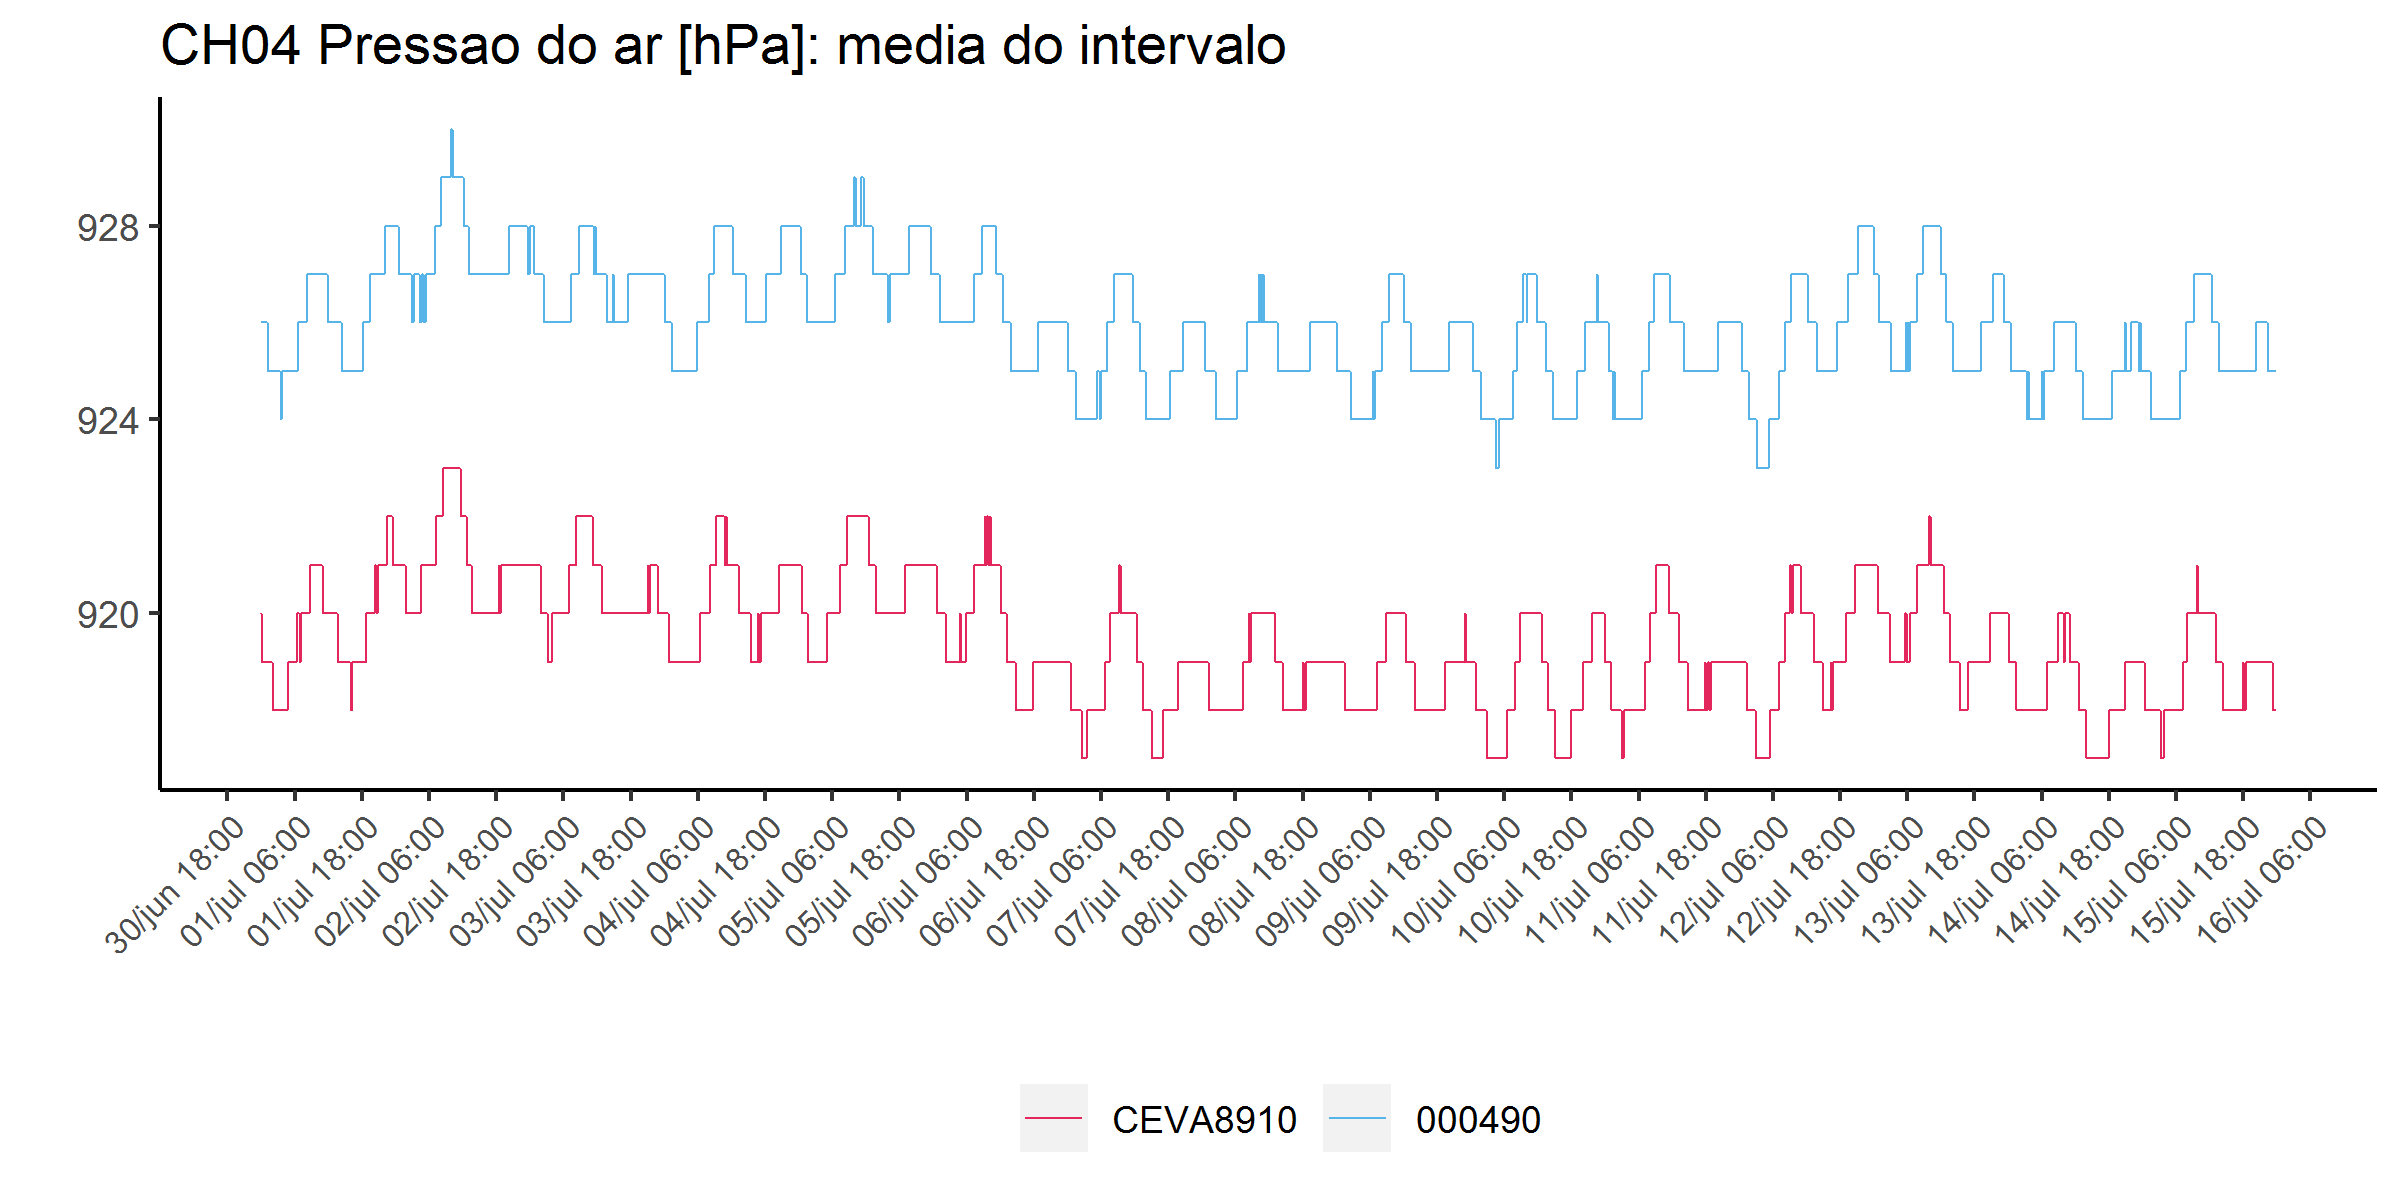 CH04 Pressao do ar [hPa]: media do intervalo
928
924
920
30/jun 18:00
01/jul 06:00
01/jul 18:00
02/jul 06:00
02/jul 18:00
03/jul 06:00
03/jul 18:00
04/jul 06:00
04/jul 18:00
05/jul 06:00
05/jul 18:00
06/jul 06:00
06/jul 18:00
07/jul 06:00
07/jul 18:00
08/jul 06:00
08/jul 18:00
09/jul 06:00
09/jul 18:00
10/jul 06:00
10/jul 18:00
11/jul 06:00
11/jul 18:00
12/jul 06:00
12/jul 18:00
13/jul 06:00
13/jul 18:00
14/jul 06:00
14/jul 18:00
15/jul 06:00
15/jul 18:00
16/jul 06:00
CEVA8910 000490